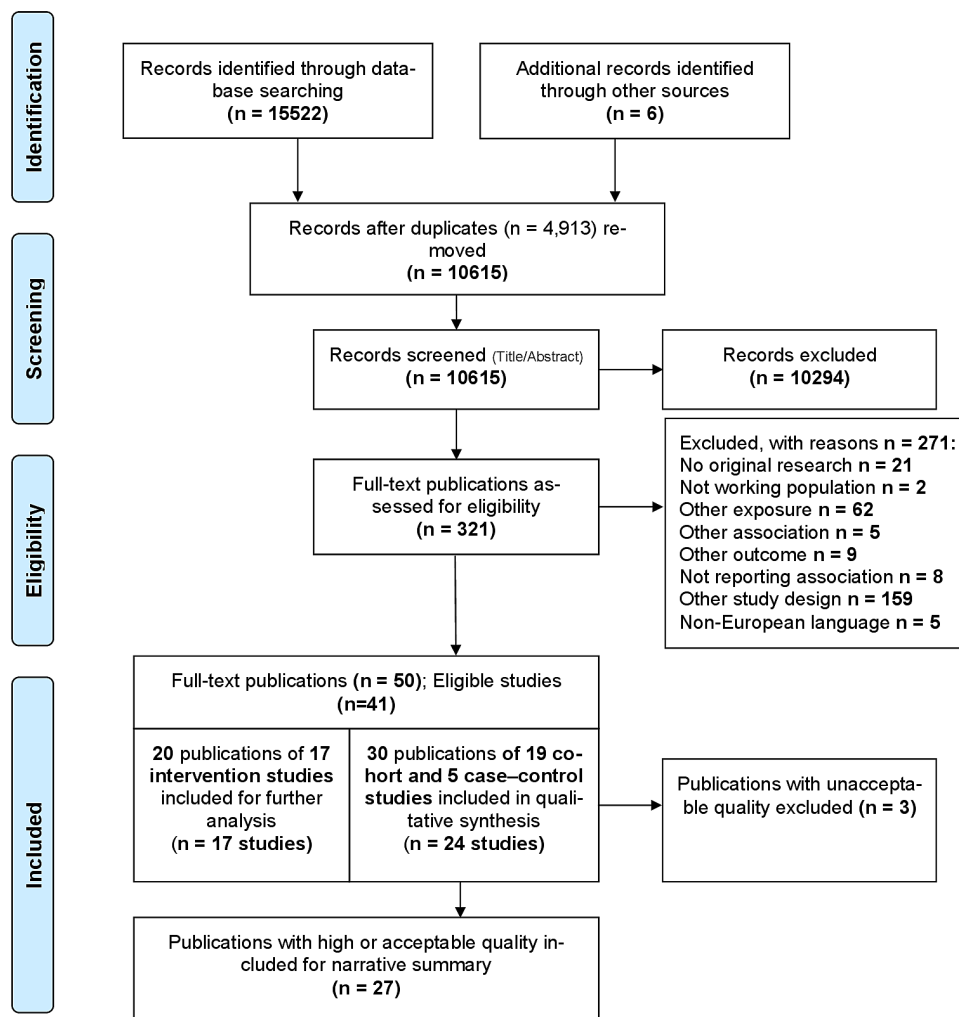 Identification
Records identified through data-
base searching
(n = 15522)
Additional records identified
through other sources
(n = 6)
Records after duplicates (n = 4,913) re-
moved
(n = 10615)
Screening
Records screened (Title/Abstract)
(n = 10615)
Records excluded
(n = 10294)
Eligibility
Full-text publications as-
sessed for eligibility
(n = 321)
Excluded, with reasons n = 271:
No original research n = 21
Not working population n = 2
Other exposure n = 62
Other association n = 5
Other outcome n = 9
Not reporting association n = 8
Other study design n = 159
Non-European language n = 5
Included
Full-text publications (n = 50); Eligible studies
(n=41)
20 publications of 17
intervention studies
included for further
analysis
(n = 17 studies)
30 publications of 19 co-
hort and 5 case–control
studies included in quali-
tative synthesis
(n = 24 studies)
Publications with unaccepta-
ble quality excluded (n = 3)
Publications with high or acceptable quality in-
cluded for narrative summary
(n = 27)